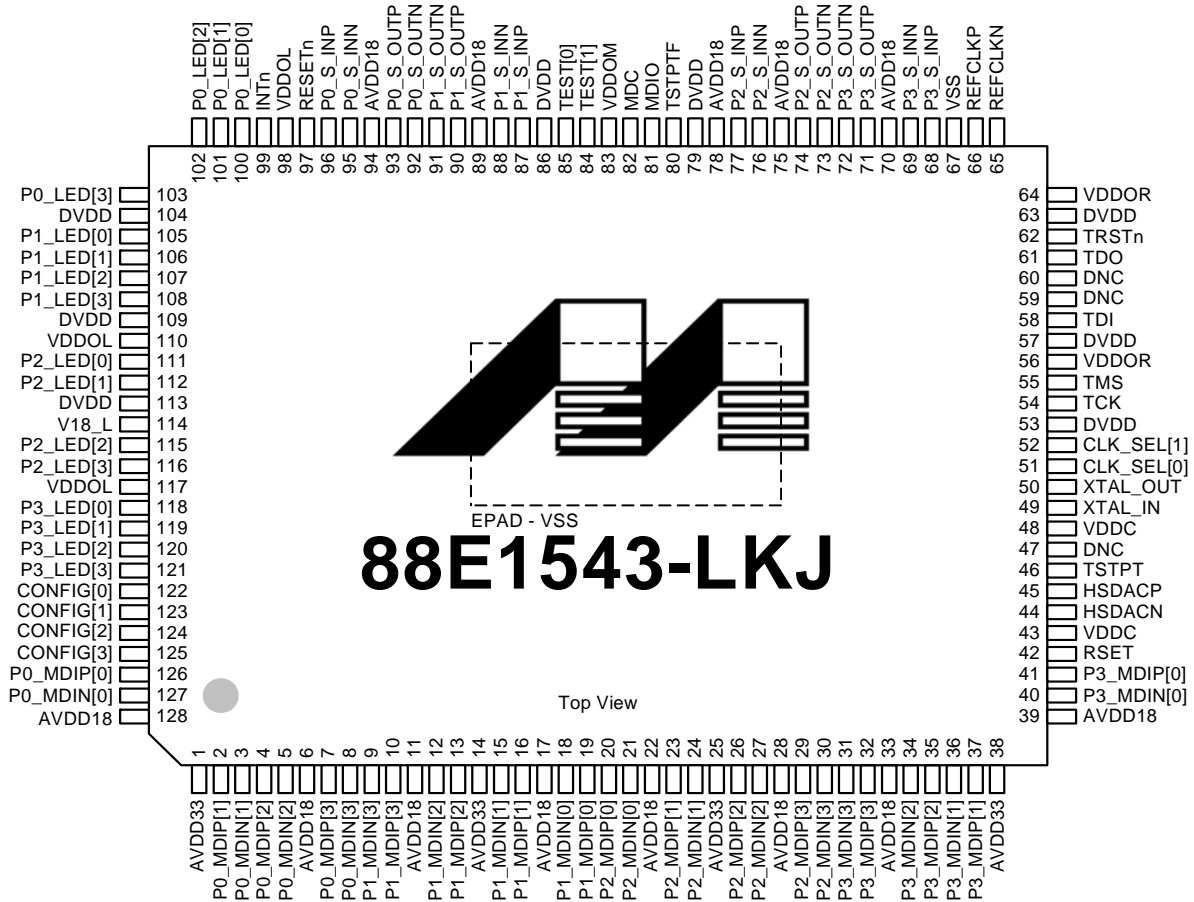 P0_LED[2]
P0_LED[1]
P0_LED[0]
INTn
VDDOL
RESETn
P0_S_INP
P0_S_INN
AVDD18
P0_S_OUTP
P0_S_OUTN
P1_S_OUTN
P1_S_OUTP
AVDD18
P1_S_INN
P1_S_INP
DVDD
TEST[0]
TEST[1]
VDDOM
MDC
MDIO
TSTPTF
DVDD
AVDD18
P2_S_INP
P2_S_INN
AVDD18
P2_S_OUTP
P2_S_OUTN
P3_S_OUTN
P3_S_OUTP
AVDD18
P3_S_INN
P3_S_INP
VSS
REFCLKP
REFCLKN
102
101
100
99
98
97
96
95
94
93
92
91
90
89
88
87
86
85
84
83
82
81
80
79
78
77
76
75
74
73
72
71
70
69
68
67
66
65
P0_LED[3] 103
DVDD 104
P1_LED[0] 105
P1_LED[1] 106
P1_LED[2] 107
P1_LED[3] 108
DVDD 109
VDDOL 110
P2_LED[0] 111
P2_LED[1] 112
DVDD 113
V18_L 114
P2_LED[2] 115
P2_LED[3] 116
VDDOL 117
P3_LED[0] 118
P3_LED[1] 119
P3_LED[2] 120
P3_LED[3] 121
CONFIG[0] 122
CONFIG[1] 123
CONFIG[2] 124
CONFIG[3] 125
P0_MDIP[0] 126
P0_MDIN[0] 127
AVDD18 128
64 VDDOR
63 DVDD
62 TRSTn
61 TDO
60 DNC
59 DNC
58 TDI
57 DVDD
56 VDDOR
55 TMS
54 TCK
53 DVDD
52 CLK_SEL[1]
51 CLK_SEL[0]
50 XTAL_OUT
49 XTAL_IN
48 VDDC
47 DNC
46 TSTPT
45 HSDACP
44 HSDACN
43 VDDC
42 RSET
41 P3_MDIP[0]
40 P3_MDIN[0]
39 AVDD18
EPAD - VSS
88E1543-LKJ
Top View
1
2
3
4
5
6
7
8
9
10
11
12
13
14
15
16
17
18
19
20
21
22
23
24
25
26
27
28
29
30
31
32
33
34
35
36
37
38
AVDD33
P0_MDIP[1]
P0_MDIN[1]
P0_MDIP[2]
P0_MDIN[2]
AVDD18
P0_MDIP[3]
P0_MDIN[3]
P1_MDIN[3]
P1_MDIP[3]
AVDD18
P1_MDIN[2]
P1_MDIP[2]
AVDD33
P1_MDIN[1]
P1_MDIP[1]
AVDD18
P1_MDIN[0]
P1_MDIP[0]
P2_MDIP[0]
P2_MDIN[0]
AVDD18
P2_MDIP[1]
P2_MDIN[1]
AVDD33
P2_MDIP[2]
P2_MDIN[2]
AVDD18
P2_MDIP[3]
P2_MDIN[3]
P3_MDIN[3]
P3_MDIP[3]
AVDD18
P3_MDIN[2]
P3_MDIP[2]
P3_MDIN[1]
P3_MDIP[1]
AVDD33